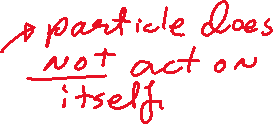 → particle does
not act on
itself.